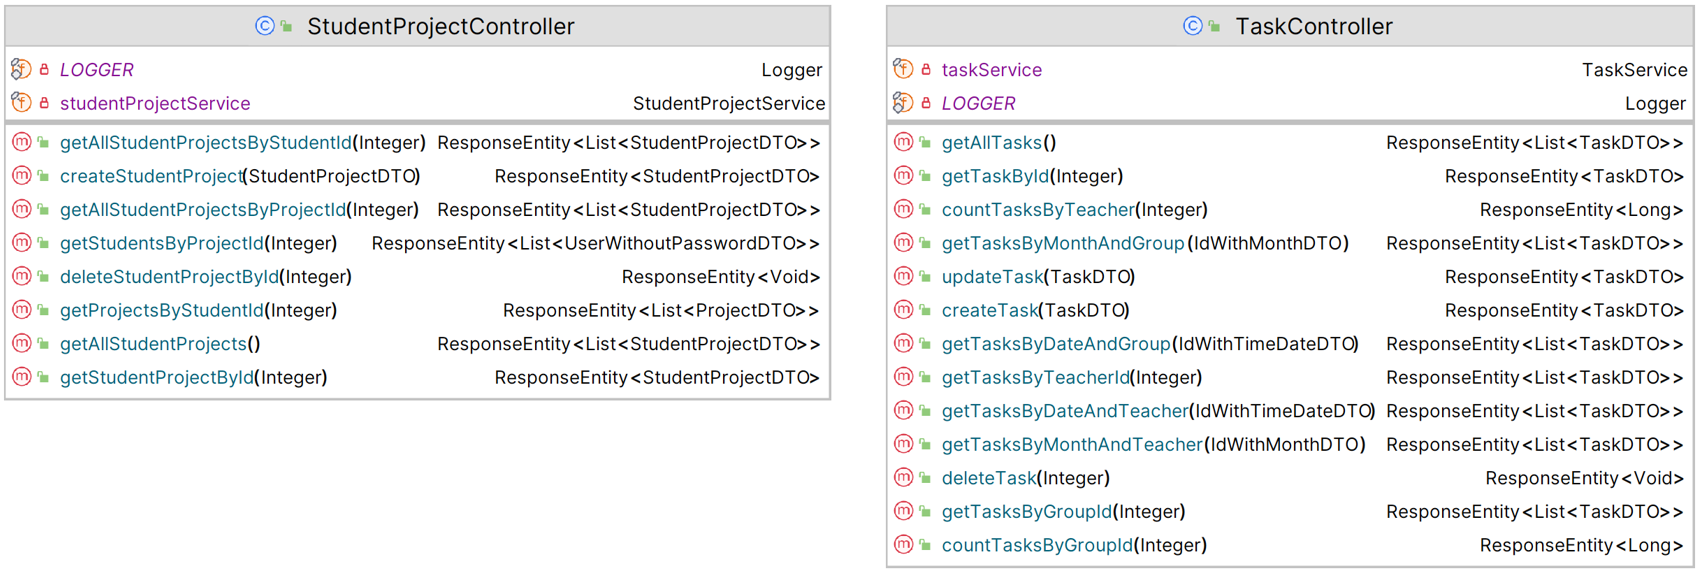 StudentProjectController
LOGGER Logger
studentProjectService StudentProjectService
getAllStudentProjectsByStudentId(Integer) ResponseEntity<List<StudentProjectDTO>>
createStudentProject(StudentProjectDTO) ResponseEntity<StudentProjectDTO>
getAllStudentProjectsByProjectId(Integer) ResponseEntity<List<StudentProjectDTO>>
getStudentsByProjectId(Integer) ResponseEntity<List<UserWithoutPasswordDTO>>
deleteStudentProjectById(Integer) ResponseEntity<Void>
getProjectsByStudentId(Integer) ResponseEntity<List<ProjectDTO>>
getAllStudentProjects() ResponseEntity<List<StudentProjectDTO>>
getStudentProjectById(Integer) ResponseEntity<StudentProjectDTO>
TaskController
taskService TaskService
LOGGER Logger
getAllTasks() ResponseEntity<List<TaskDTO>>
getTaskById(Integer) ResponseEntity<TaskDTO>
countTasksByTeacher(Integer) ResponseEntity<Long>
getTasksByMonthAndGroup(IdWithMonthDTO) ResponseEntity<List<TaskDTO>>
updateTask(TaskDTO) ResponseEntity<TaskDTO>
createTask(TaskDTO) ResponseEntity<TaskDTO>
getTasksByDateAndGroup(IdWithTimeDateDTO) ResponseEntity<List<TaskDTO>>
getTasksByTeacherId(Integer) ResponseEntity<List<TaskDTO>>
getTasksByDateAndTeacher(IdWithTimeDateDTO) ResponseEntity<List<TaskDTO>>
getTasksByMonthAndTeacher(IdWithMonthDTO) ResponseEntity<List<TaskDTO>>
deleteTask(Integer) ResponseEntity<Void>
getTasksByGroupId(Integer) ResponseEntity<List<TaskDTO>>
countTasksByGroupId(Integer) ResponseEntity<Long>